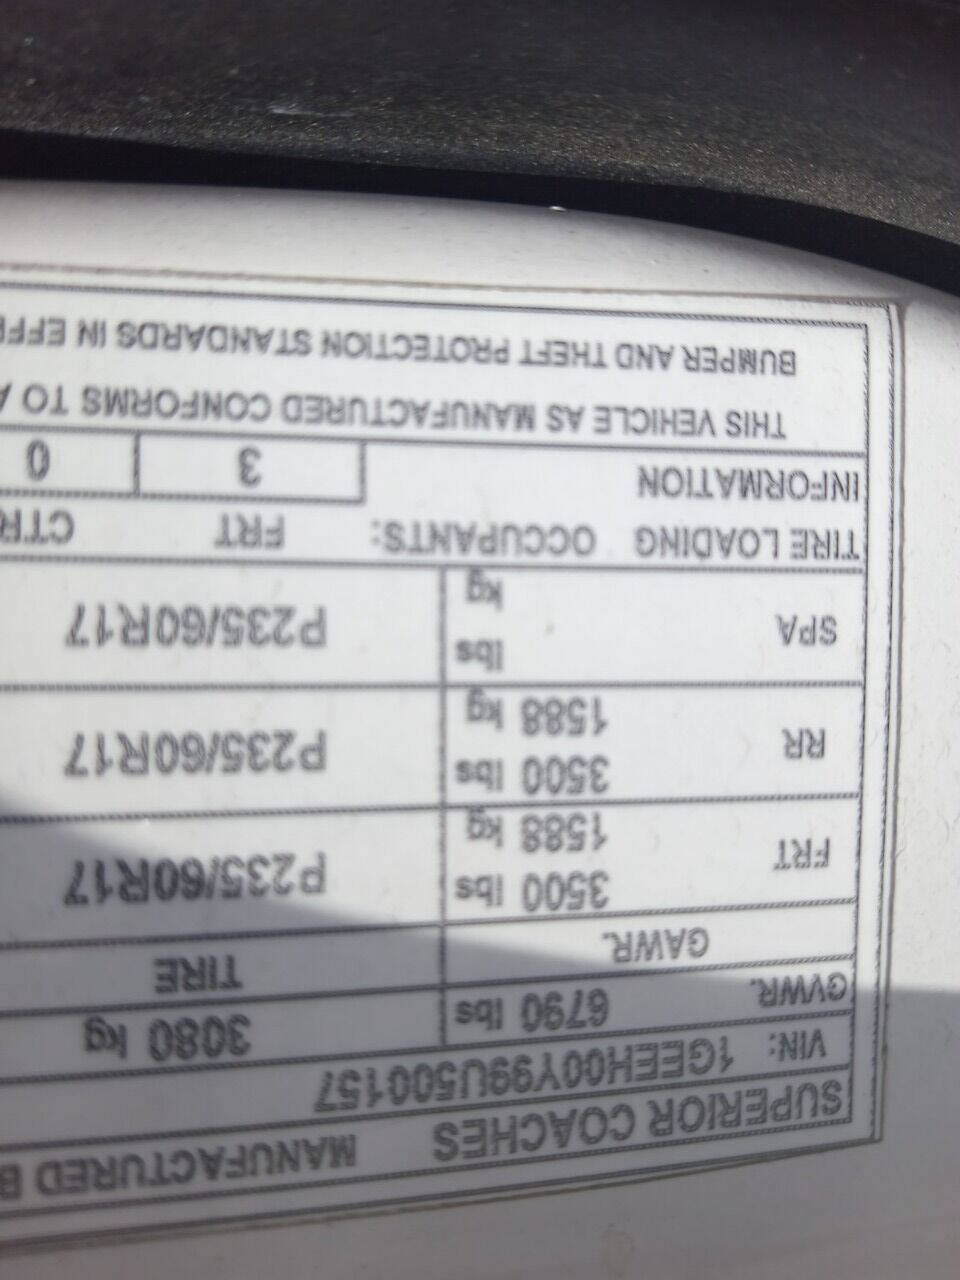 SUPERIOR COACHES MANUFACTURED B
VIN: 1GEEH00Y99U500157
GVWR. 6790 lbs 3080 kg
GAWR. TIRE
FRT 3500 lbs 1588 kg P235/60R17
RR 3500 lbs 1588 kg P235/60R17
SPA lbs kg P235/60R17
TIRE LOADING OCCUPANTS: FRT CTR
INFORMATION 3 0
THIS VEHICLE AS MANUFACTURED CONFORMS TO A
BUMPER AND THEFT PROTECTION STANDARDS IN EFFE